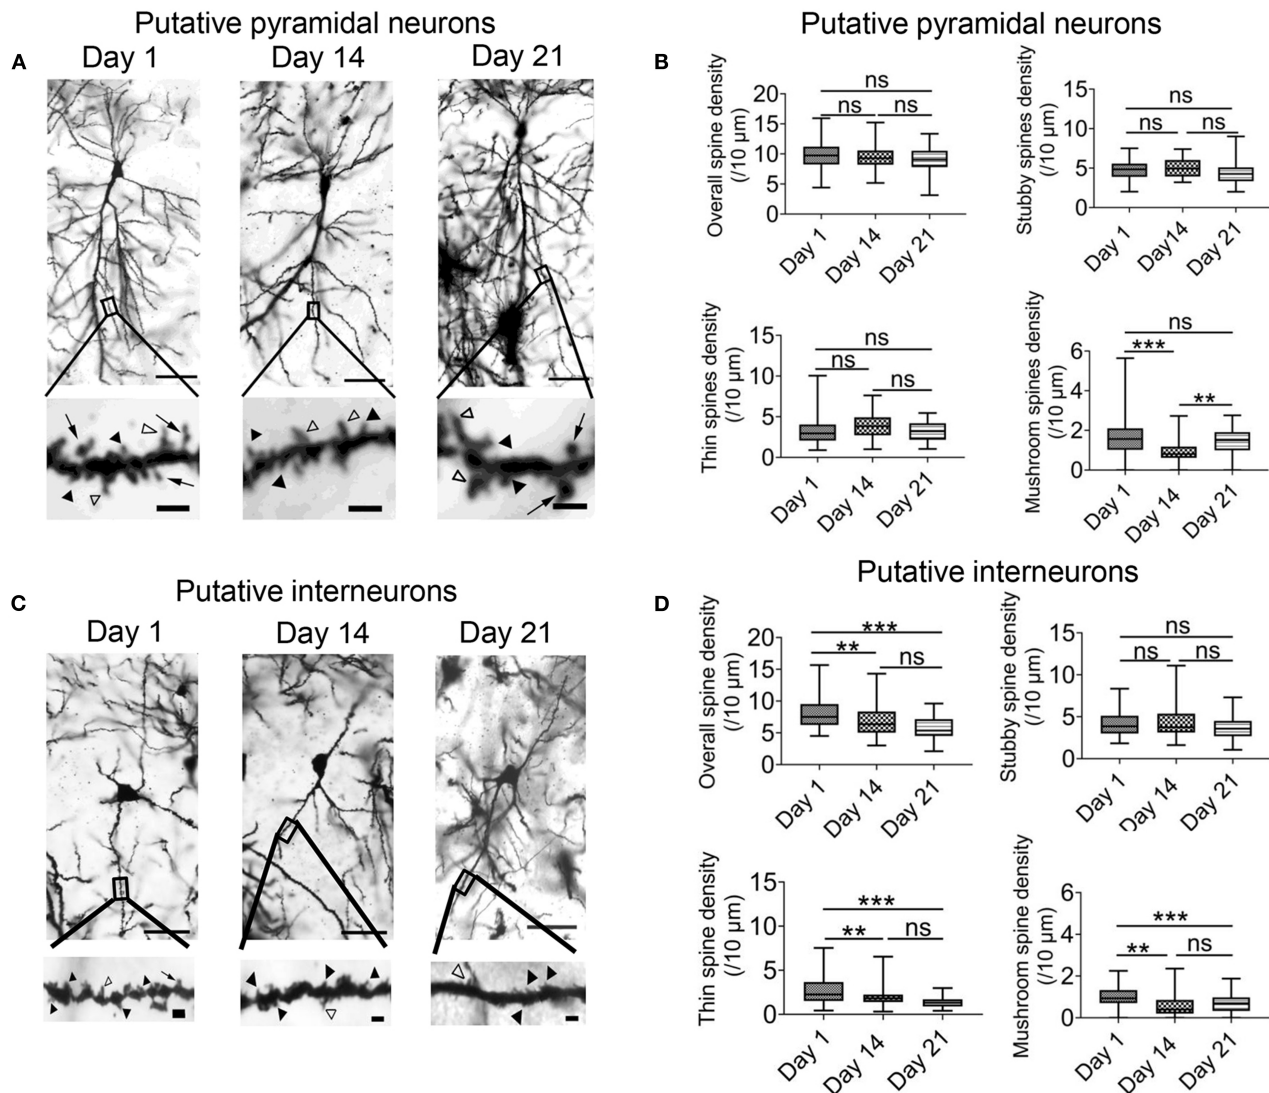 Putative pyramidal neurons
A
Day 1
Day 14
Day 21
Putative pyramidal neurons
B
Overall spine density
(/10 µm)
20
15
10
5
0
ns
ns
ns
Day 1
Day 14
Day 21
Stubby spines density
(/10 µm)
15
10
5
0
ns
ns
ns
Day 1
Day14
Day 21
Thin spines density
(/10 µm)
15
10
5
0
ns
ns
ns
Day 1
Day 14
Day 21
Mushroom spines density
(/10 µm)
6
4
2
0
ns
***
**
Day 1
Day 14
Day 21
C
Putative interneurons
Day 1
Day 14
Day 21
Putative interneurons
D
Overall spine density
(/10 µm)
20
15
10
5
0
***
**
ns
Day 1
Day 14
Day 21
Stubby spine density
(/10 µm)
15
10
5
0
ns
ns
ns
Day 1
Day 14
Day 21
Thin spine density
(/10 µm)
15
10
5
0
***
**
ns
Day 1
Day 14
Day 21
Mushroom spine density
(/10 µm)
6
4
2
0
***
**
ns
Day 1
Day 14
Day 21